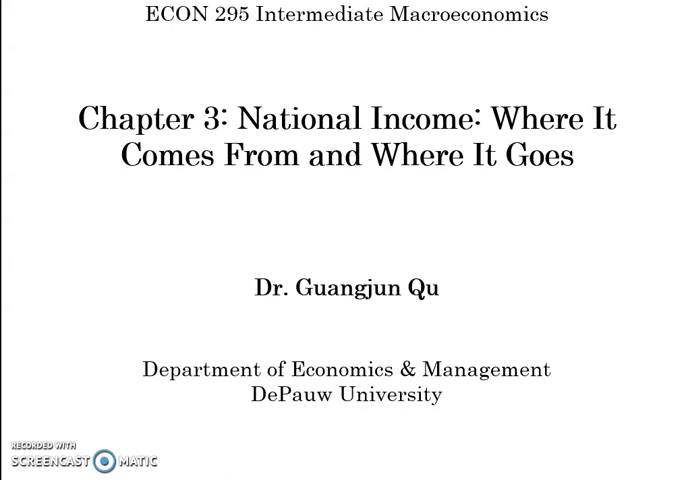 ECON 295 Intermediate Macroeconomics
Chapter 3: National Income: Where It
Comes From and Where It Goes
Dr. Guangjun Qu
Department of Economics & Management
DePauw University
RECORDED WITH
SCREENCAST MATIC